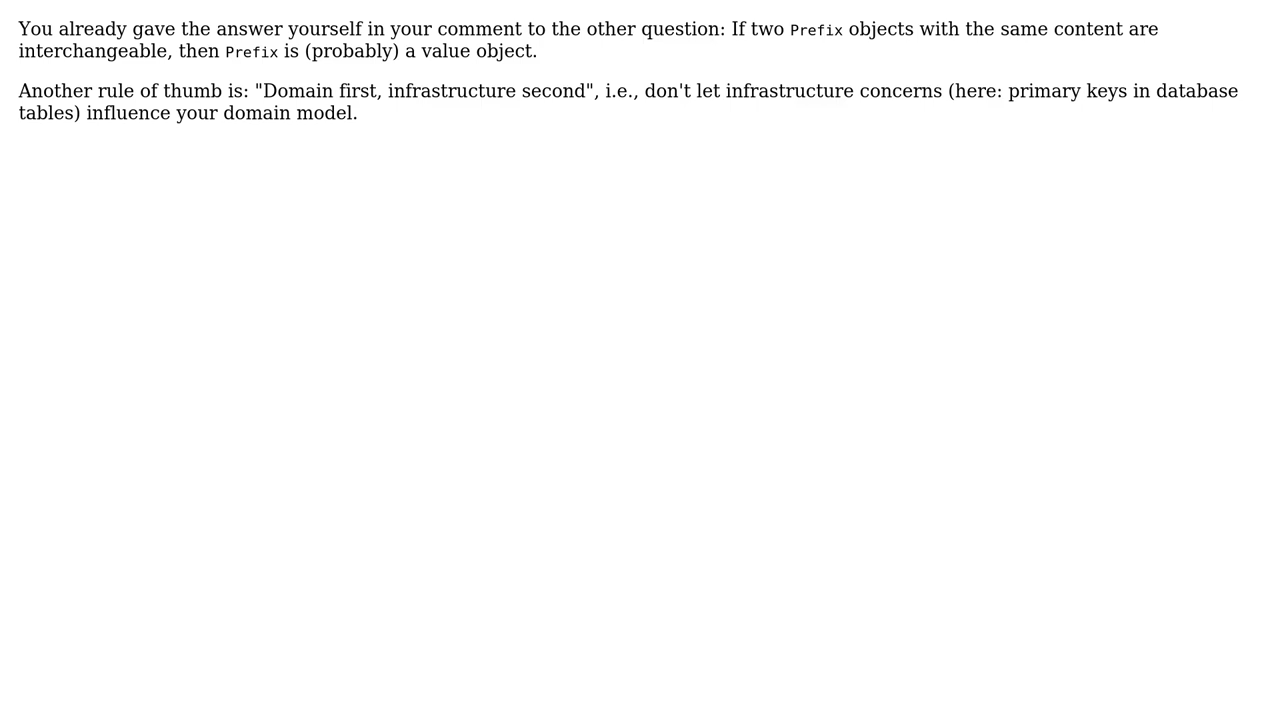 You already gave the answer yourself in your comment to the other question: If two Prefix objects with the same content are
interchangeable, then Prefix is (probably) a value object.
Another rule of thumb is: "Domain first, infrastructure second", i.e., don't let infrastructure concerns (here: primary keys in database
tables) influence your domain model.